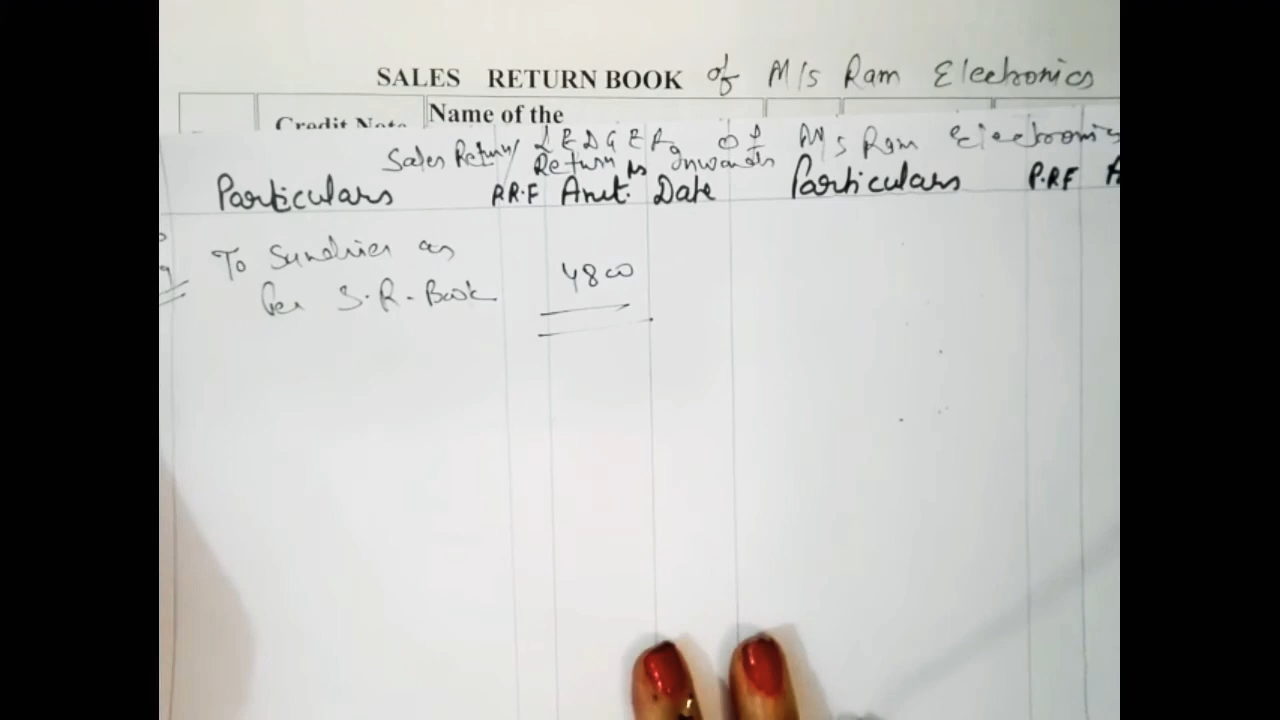 SALES RETURN BOOK of M/s Ram Electronics
Credit Note
Name of the
LEDGER of M/s Ram Electronics
Sales Return/ Return Inwards
Particulars Amt. Date Particulars P.R.F A
To Sundries as
Per S.R. Book 4800